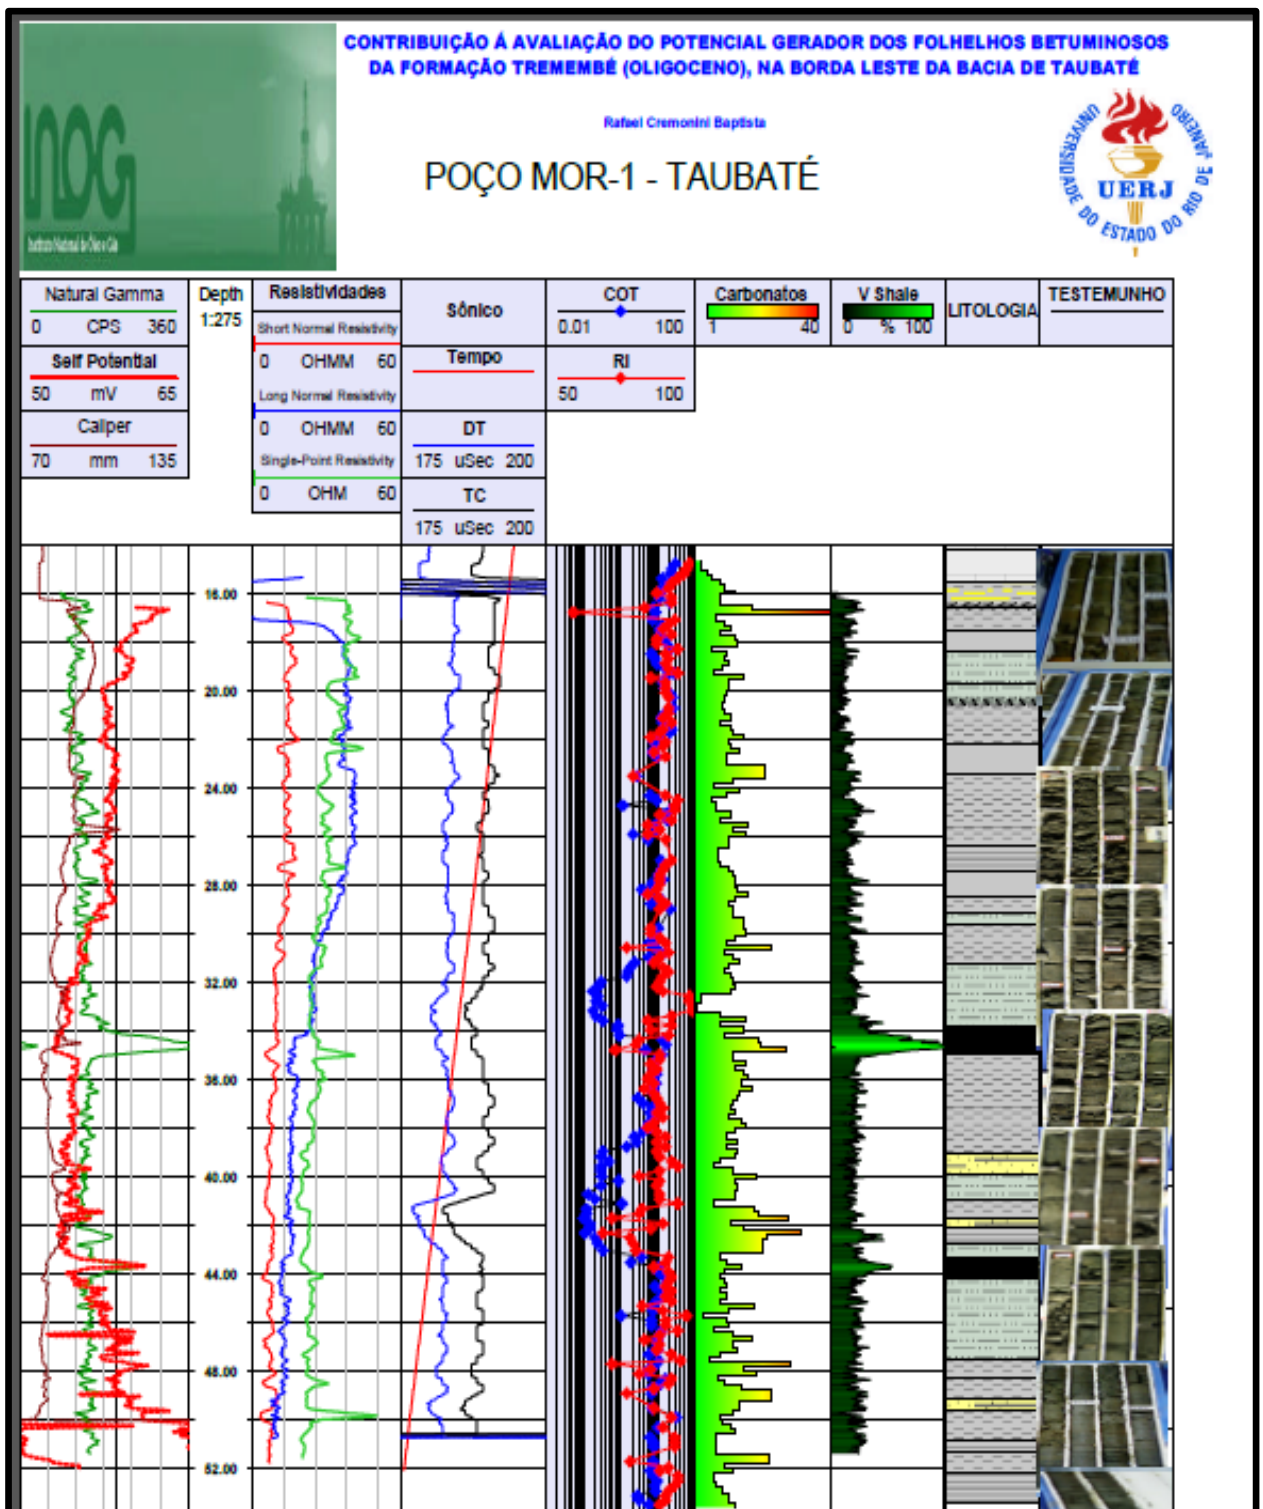 CONTRIBUIÇÃO Á AVALIAÇÃO DO POTENCIAL GERADOR DOS FOLHELHOS BETUMINOSOS
DA FORMAÇÃO TREMEMBÉ (OLIGOCENO), NA BORDA LESTE DA BACIA DE TAUBATÉ
Rafael Cremonini Baptista
POÇO MOR-1 - TAUBATÉ
INOG
Instituto Nacional de Óleo e Gás
UNIVERSIDADE DO ESTADO DO RIO DE JANEIRO
UERJ
Natural Gamma
0 CPS 360
Self Potential
50 mV 65
Caliper
70 mm 135
Depth
1:275
Resistividades
Short Normal Resistivity
0 OHMM 60
Long Normal Resistivity
0 OHMM 60
Single-Point Resistivity
0 OHM 60
Sônico
Tempo
DT
175 uSec 200
TC
175 uSec 200
COT
0.01 100
RI
50 100
Carbonatos
1 40
V Shale
0 % 100
LITOLOGIA
TESTEMUNHO
16.00
20.00
24.00
28.00
32.00
36.00
40.00
44.00
48.00
52.00